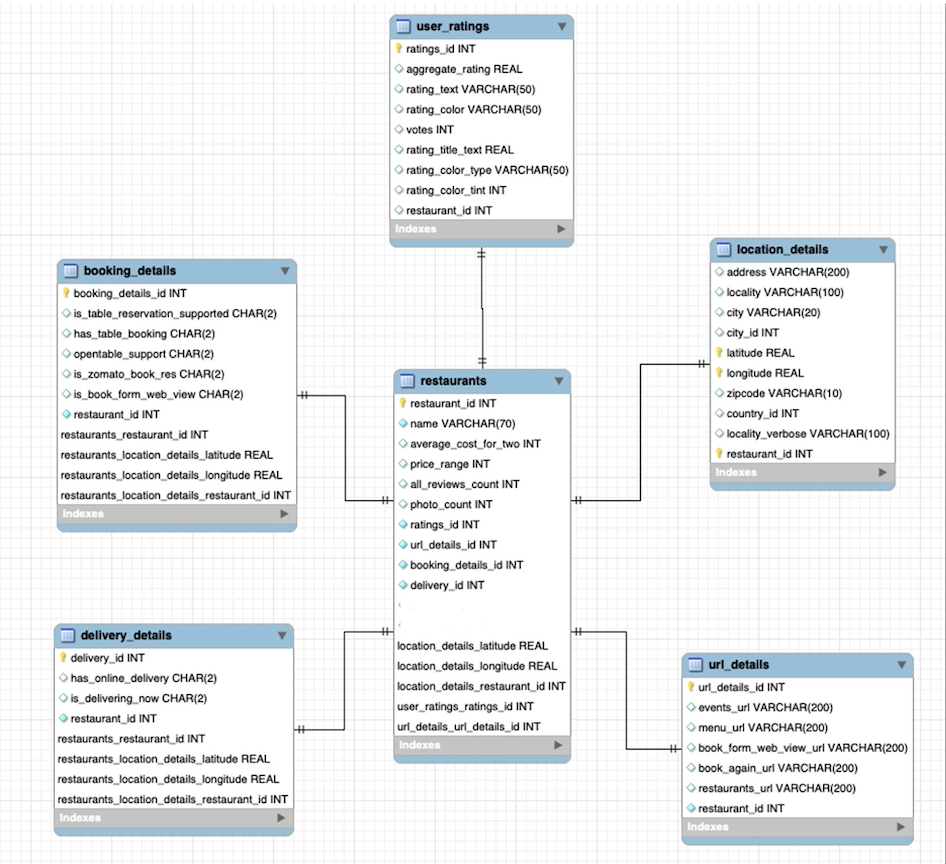 user_ratings
ratings_id INT
aggregate_rating REAL
rating_text VARCHAR(50)
rating_color VARCHAR(50)
votes INT
rating_title_text REAL
rating_color_type VARCHAR(50)
rating_color_tint INT
restaurant_id INT
Indexes
booking_details
booking_details_id INT
is_table_reservation_supported CHAR(2)
has_table_booking CHAR(2)
opentable_support CHAR(2)
is_zomato_book_res CHAR(2)
is_book_form_web_view CHAR(2)
restaurant_id INT
restaurants_restaurant_id INT
restaurants_location_details_latitude REAL
restaurants_location_details_longitude REAL
restaurants_location_details_restaurant_id INT
Indexes
location_details
address VARCHAR(200)
locality VARCHAR(100)
city VARCHAR(20)
city_id INT
latitude REAL
longitude REAL
zipcode VARCHAR(10)
country_id INT
locality_verbose VARCHAR(100)
restaurant_id INT
Indexes
restaurants
restaurant_id INT
name VARCHAR(70)
average_cost_for_two INT
price_range INT
all_reviews_count INT
photo_count INT
ratings_id INT
url_details_id INT
booking_details_id INT
delivery_id INT
location_details_latitude REAL
location_details_longitude REAL
location_details_restaurant_id INT
user_ratings_ratings_id INT
url_details_url_details_id INT
Indexes
delivery_details
delivery_id INT
has_online_delivery CHAR(2)
is_delivering_now CHAR(2)
restaurant_id INT
restaurants_restaurant_id INT
restaurants_location_details_latitude REAL
restaurants_location_details_longitude REAL
restaurants_location_details_restaurant_id INT
Indexes
url_details
url_details_id INT
events_url VARCHAR(200)
menu_url VARCHAR(200)
book_form_web_view_url VARCHAR(200)
book_again_url VARCHAR(200)
restaurants_url VARCHAR(200)
restaurant_id INT
Indexes